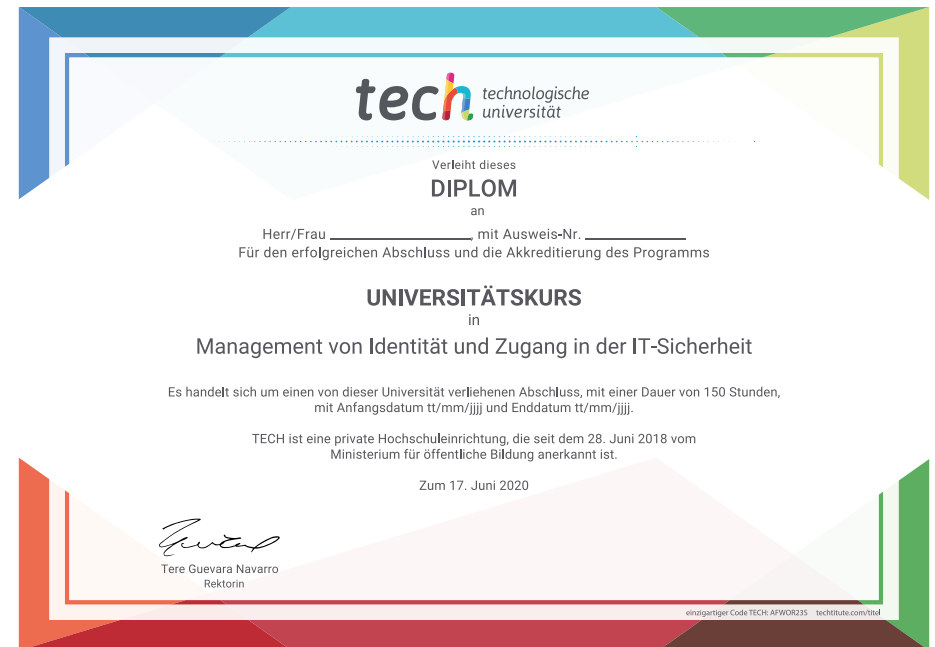 tech technologische
universität
Verleiht dieses
DIPLOM
an
Herr/Frau ____________________, mit Ausweis-Nr. ______________
Für den erfolgreichen Abschluss und die Akkreditierung des Programms
UNIVERSITÄTSKURS
in
Management von Identität und Zugang in der IT-Sicherheit
Es handelt sich um einen von dieser Universität verliehenen Abschluss, mit einer Dauer von 150 Stunden,
mit Anfangsdatum tt/mm/jjjj und Enddatum tt/mm/jjjj.
TECH ist eine private Hochschuleinrichtung, die seit dem 28. Juni 2018 vom
Ministerium für öffentliche Bildung anerkannt ist.
Zum 17. Juni 2020
Tere Guevara Navarro
Rektorin
einzigartiger Code TECH: AFWOR23S techtitute.com/titel